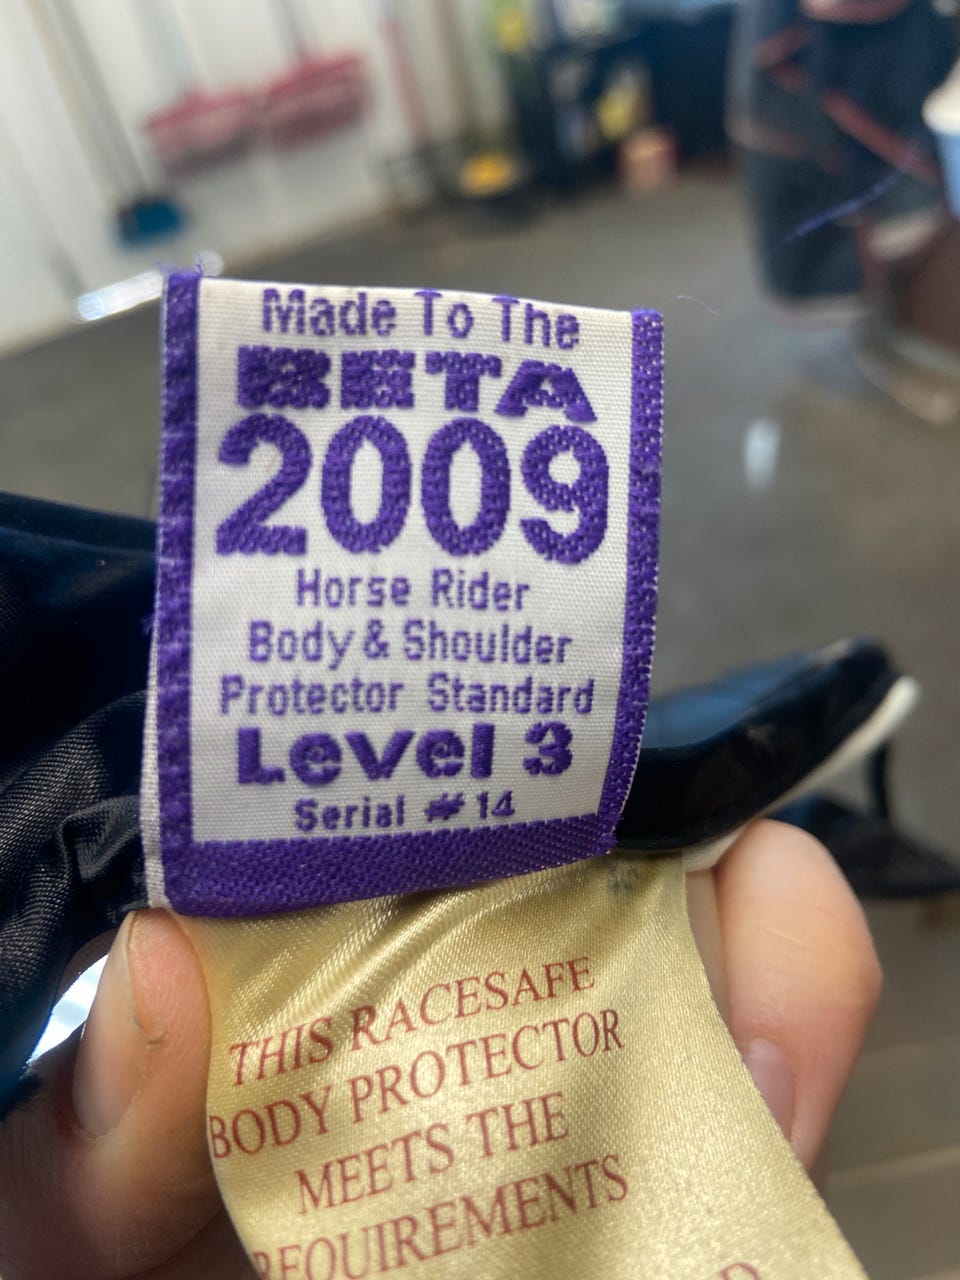 Made To The
BETA
2009
Horse Rider
Body & Shoulder
Protector Standard
Level 3
Serial # 14
THIS RACESAFE
BODY PROTECTOR
MEETS THE
REQUIREMENTS